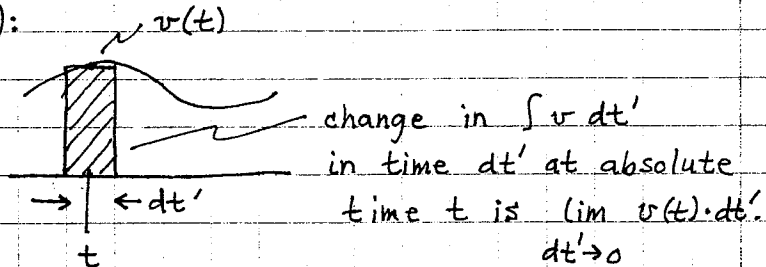 ):
v(t)
change in ∫ v dt'
in time dt' at absolute
time t is lim v(t)·dt'.
dt'→0
→ ← dt'
t